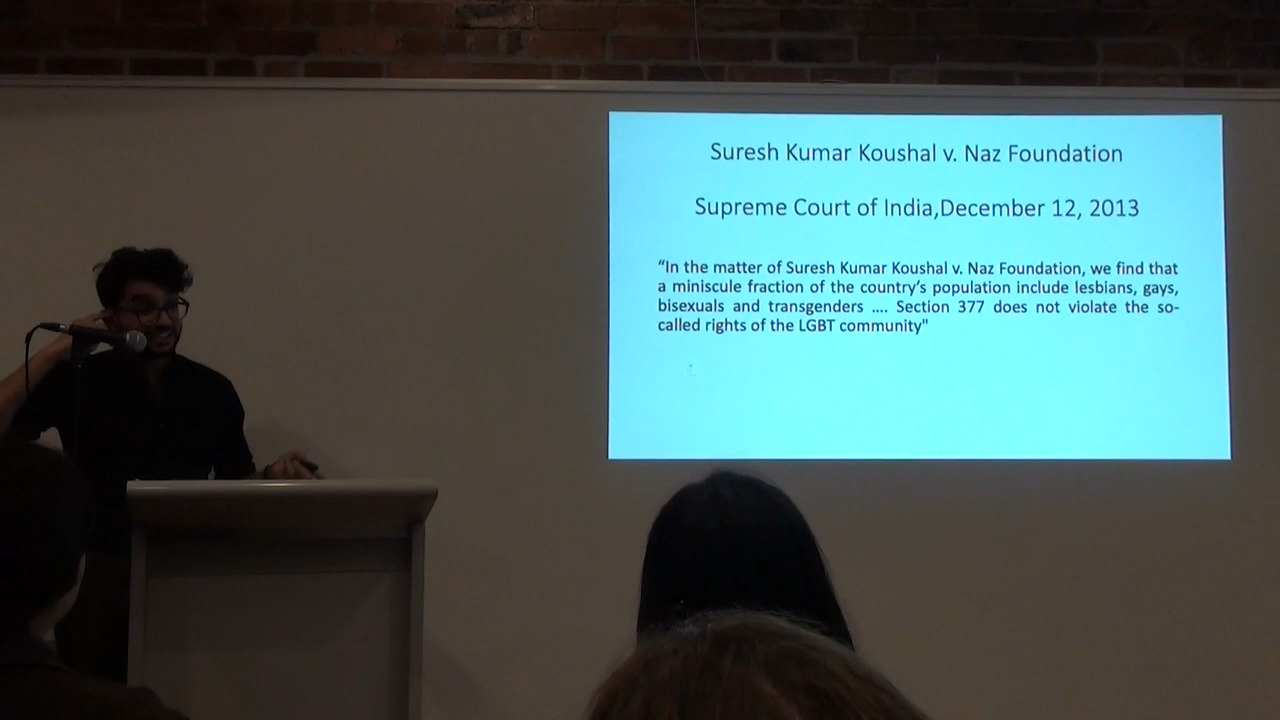 Suresh Kumar Koushal v. Naz Foundation
Supreme Court of India,December 12, 2013
“In the matter of Suresh Kumar Koushal v. Naz Foundation, we find that
a miniscule fraction of the country’s population include lesbians, gays,
bisexuals and transgenders .... Section 377 does not violate the so-
called rights of the LGBT community"